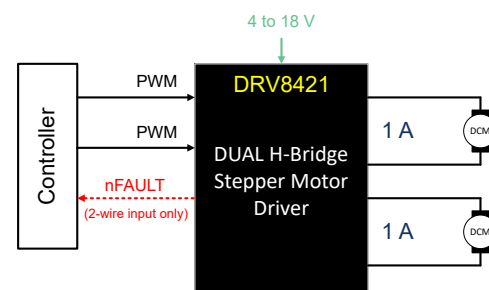 4 to 18 V
Controller
PWM
PWM
nFAULT
(2-wire input only)
DRV8421
DUAL H-Bridge
Stepper Motor
Driver
1 A
DCM
1 A
DCM